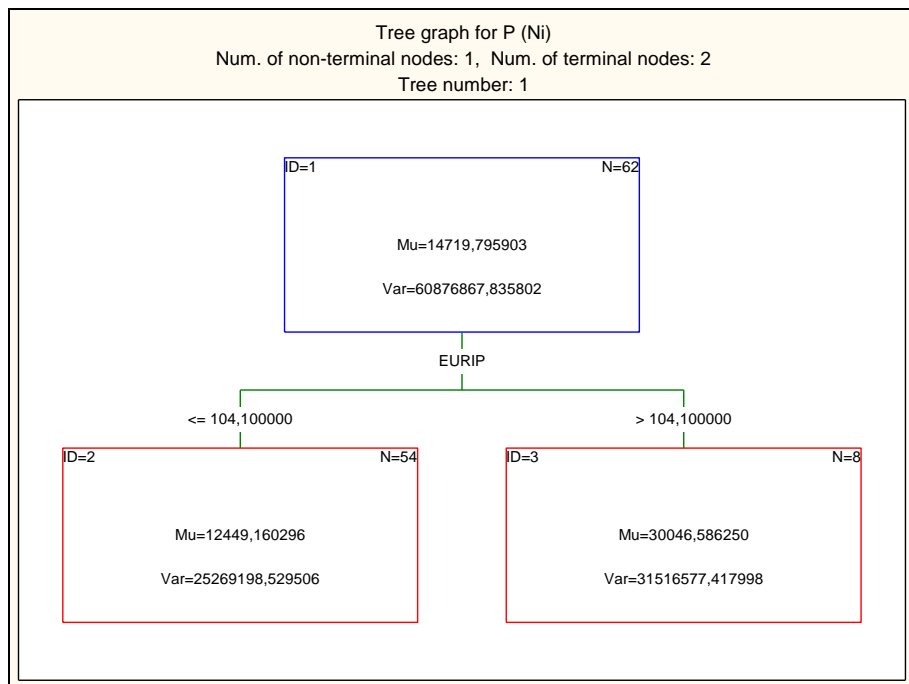 Tree graph for P (Ni)
Num. of non-terminal nodes: 1,  Num. of terminal nodes: 2
Tree number: 1
ID=1 N=62
Mu=14719,795903
Var=60876867,835802
EURIP
<= 104,100000 > 104,100000
ID=2 N=54 ID=3 N=8
Mu=12449,160296 Mu=30046,586250
Var=25269198,529506 Var=31516577,417998